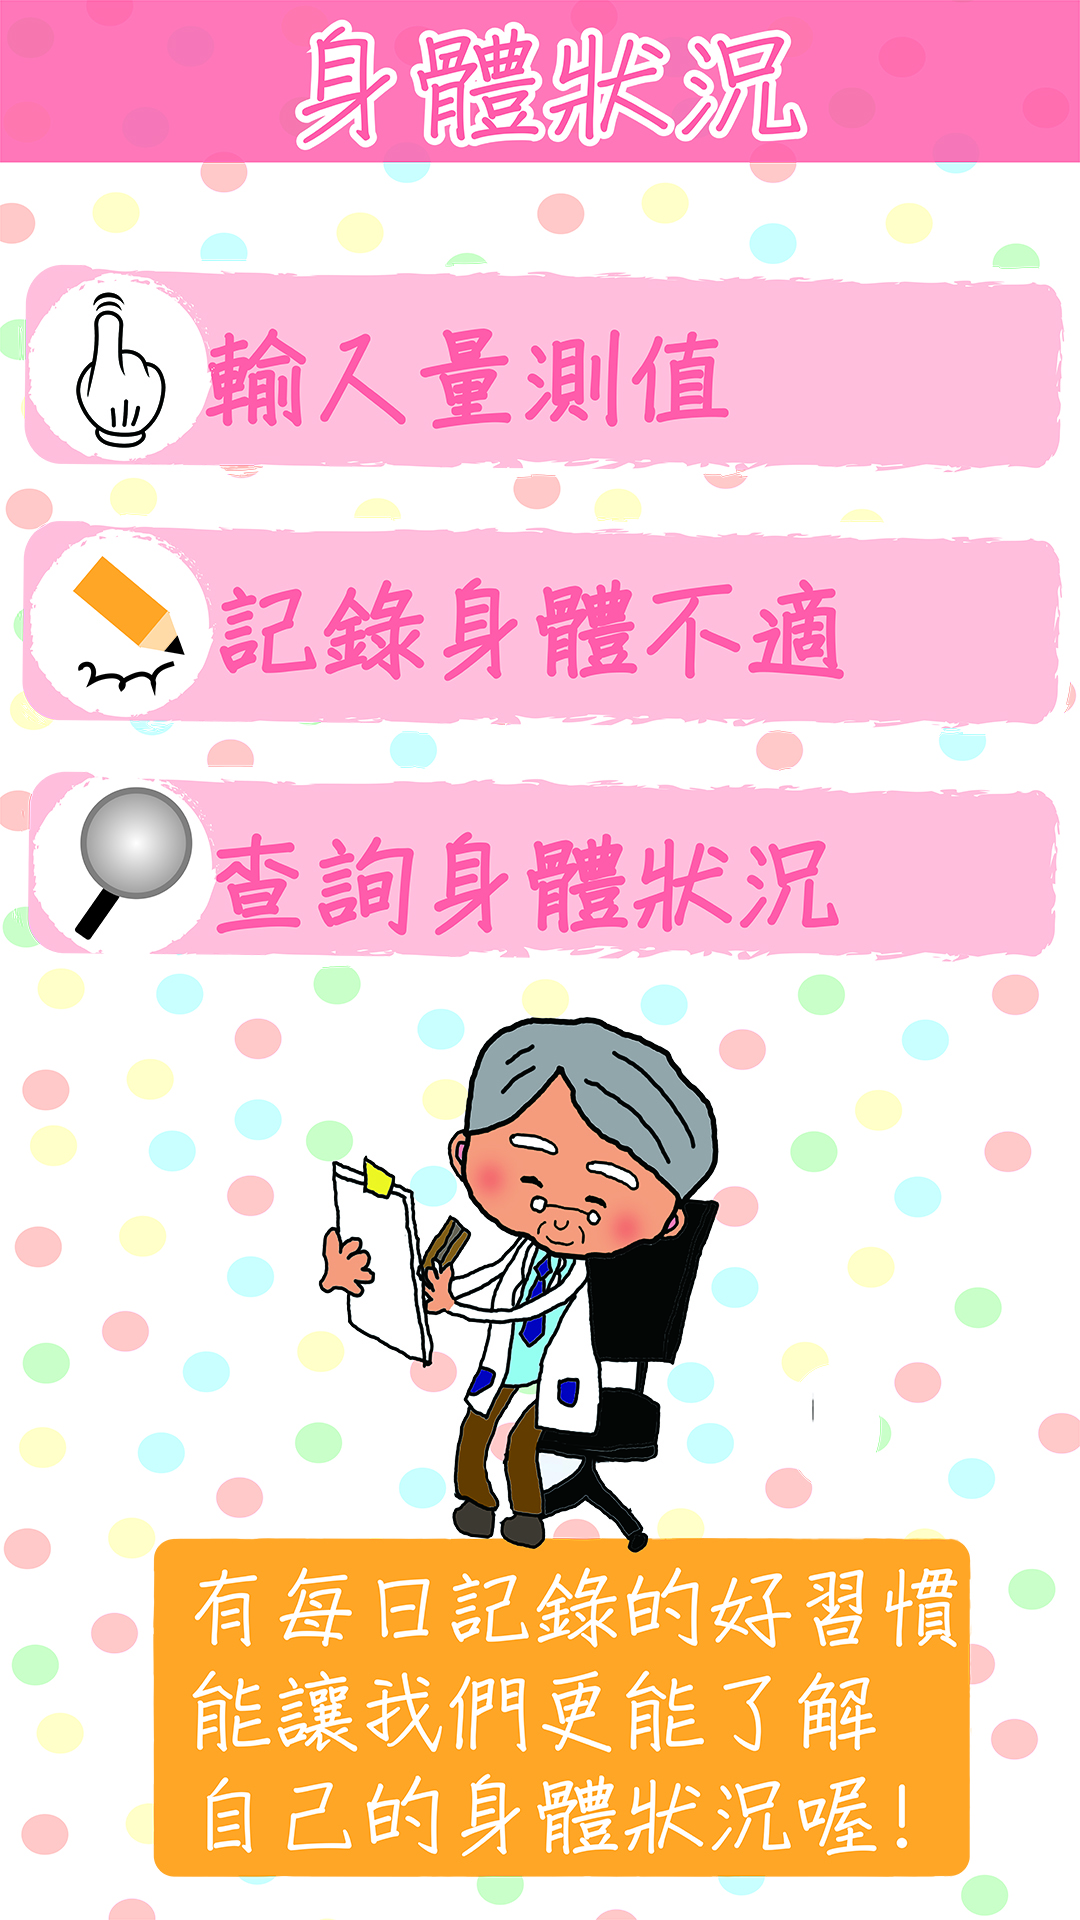 身體狀況
輸入量測值
記錄身體不適
查詢身體狀況
有每日記錄的好習慣
能讓我們更能了解
自己的身體狀況喔!